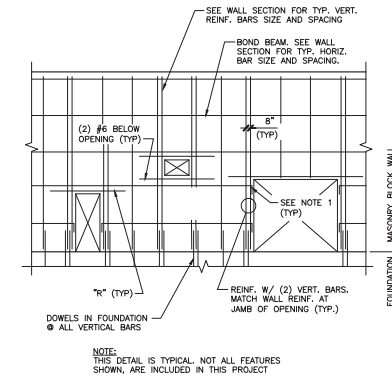 SEE WALL SECTION FOR TYP. VERT.
REINF. BARS SIZE AND SPACING
BOND BEAM. SEE WALL
SECTION FOR TYP. HORIZ.
BAR SIZE AND SPACING.
(2) #6 BELOW
OPENING (TYP)
8"
(TYP)
SEE NOTE 1
(TYP)
"R" (TYP)
REINF. W/ (2) VERT. BARS.
MATCH WALL REINF. AT
JAMB OF OPENING (TYP.)
DOWELS IN FOUNDATION
@ ALL VERTICAL BARS
FOUNDATION
MASONRY BLOCK WALL
NOTE:
THIS DETAIL IS TYPICAL. NOT ALL FEATURES
SHOWN, ARE INCLUDED IN THIS PROJECT